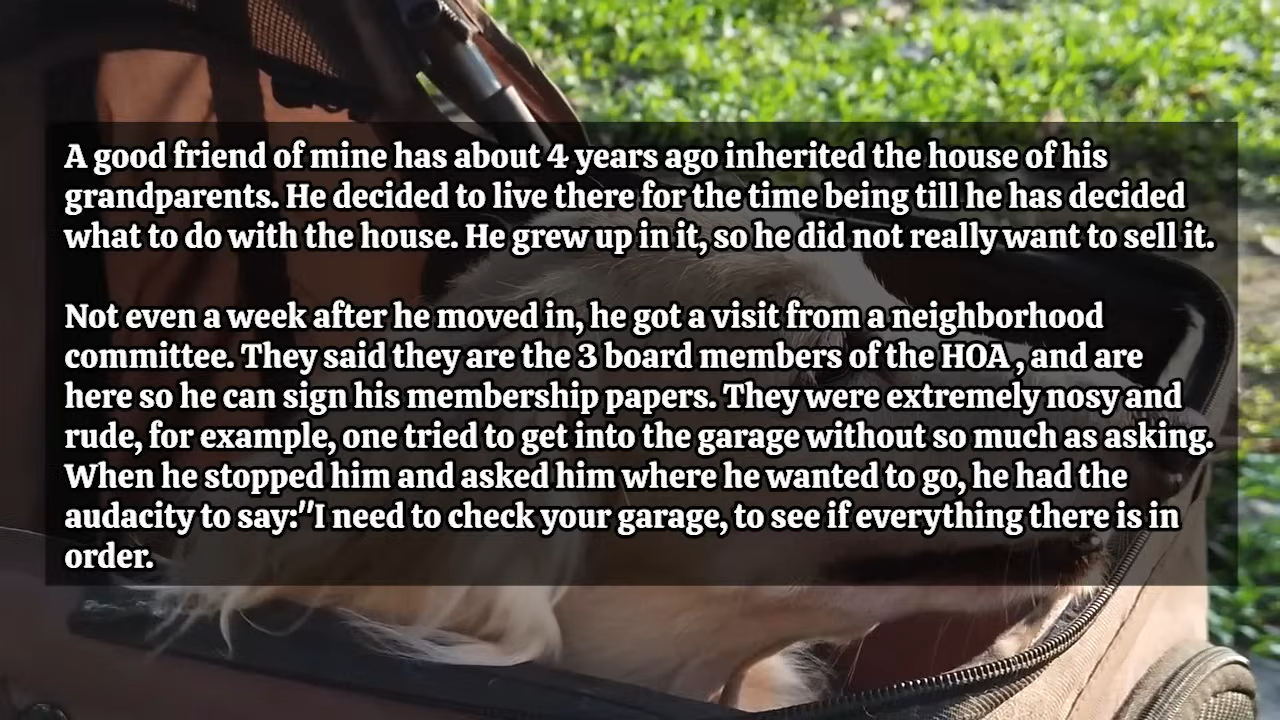 A good friend of mine has about 4 years ago inherited the house of his
grandparents. He decided to live there for the time being till he has decided
what to do with the house. He grew up in it, so he did not really want to sell it.
Not even a week after he moved in, he got a visit from a neighborhood
committee. They said they are the 3 board members of the HOA , and are
here so he can sign his membership papers. They were extremely nosy and
rude, for example, one tried to get into the garage without so much as asking.
When he stopped him and asked him where he wanted to go, he had the
audacity to say:"I need to check your garage, to see if everything there is in
order.